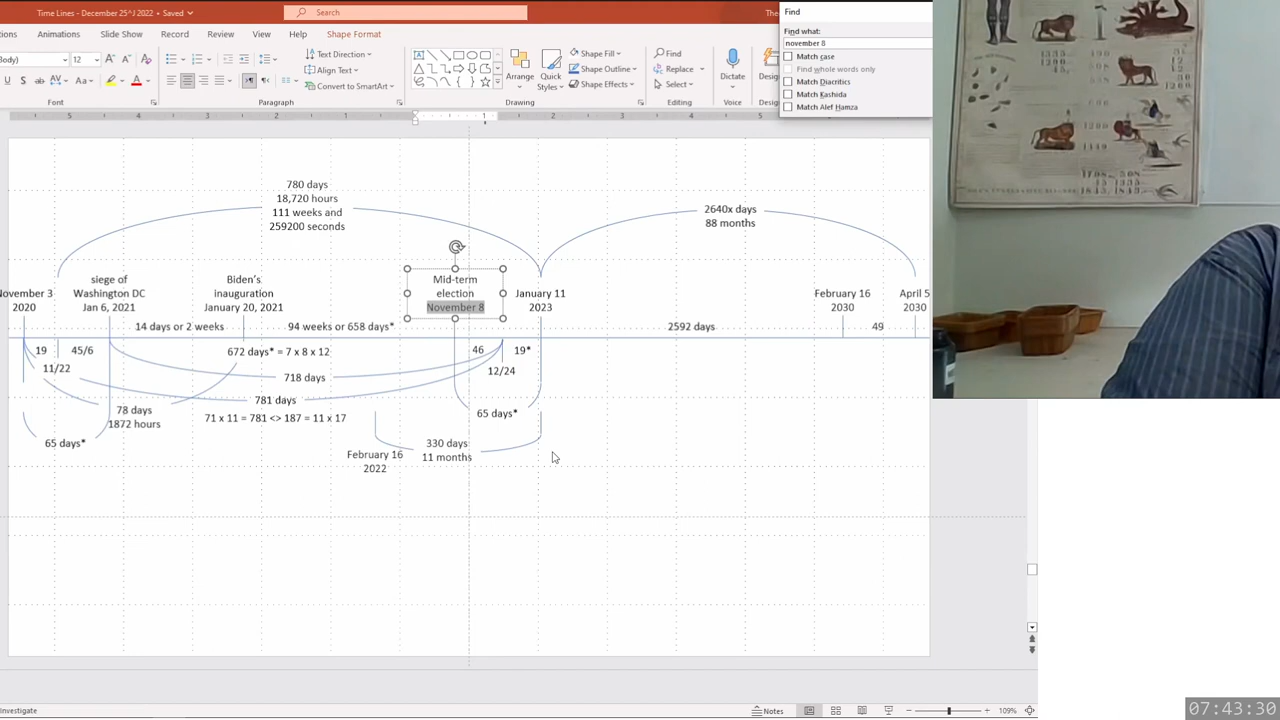 Time Lines - December 25^J 2022 • Saved
Search
Animations
Slide Show
Record
Review
View
Help
Shape Format
12
Text Direction
Align Text
Convert to SmartArt
Arrange
Quick
Styles
Shape Fill
Shape Outline
Shape Effects
Find
Replace
Select
Dictate
Font
Paragraph
Drawing
Editing
Voice
Find
Find what:
november 8
Match case
Find whole words only
Match Diacritics
Match Kashida
Match Alef Hamza
780 days
18,720 hours
111 weeks and
259200 seconds
2640x days
88 months
November 3
2020
siege of
Washington DC
Jan 6, 2021
Biden's
inauguration
January 20, 2021
Mid-term
election
November 8
January 11
2023
February 16
2030
April 5
2030
14 days or 2 weeks
94 weeks or 658 days*
2592 days
49
19
45/6
672 days* = 7 x 8 x 12
46
19*
11/22
718 days
12/24
781 days
78 days
1872 hours
71 x 11 = 781 <> 187 = 11 x 17
65 days*
65 days*
330 days
11 months
February 16
2022
1335
1290
Notes
109%
07:43:30